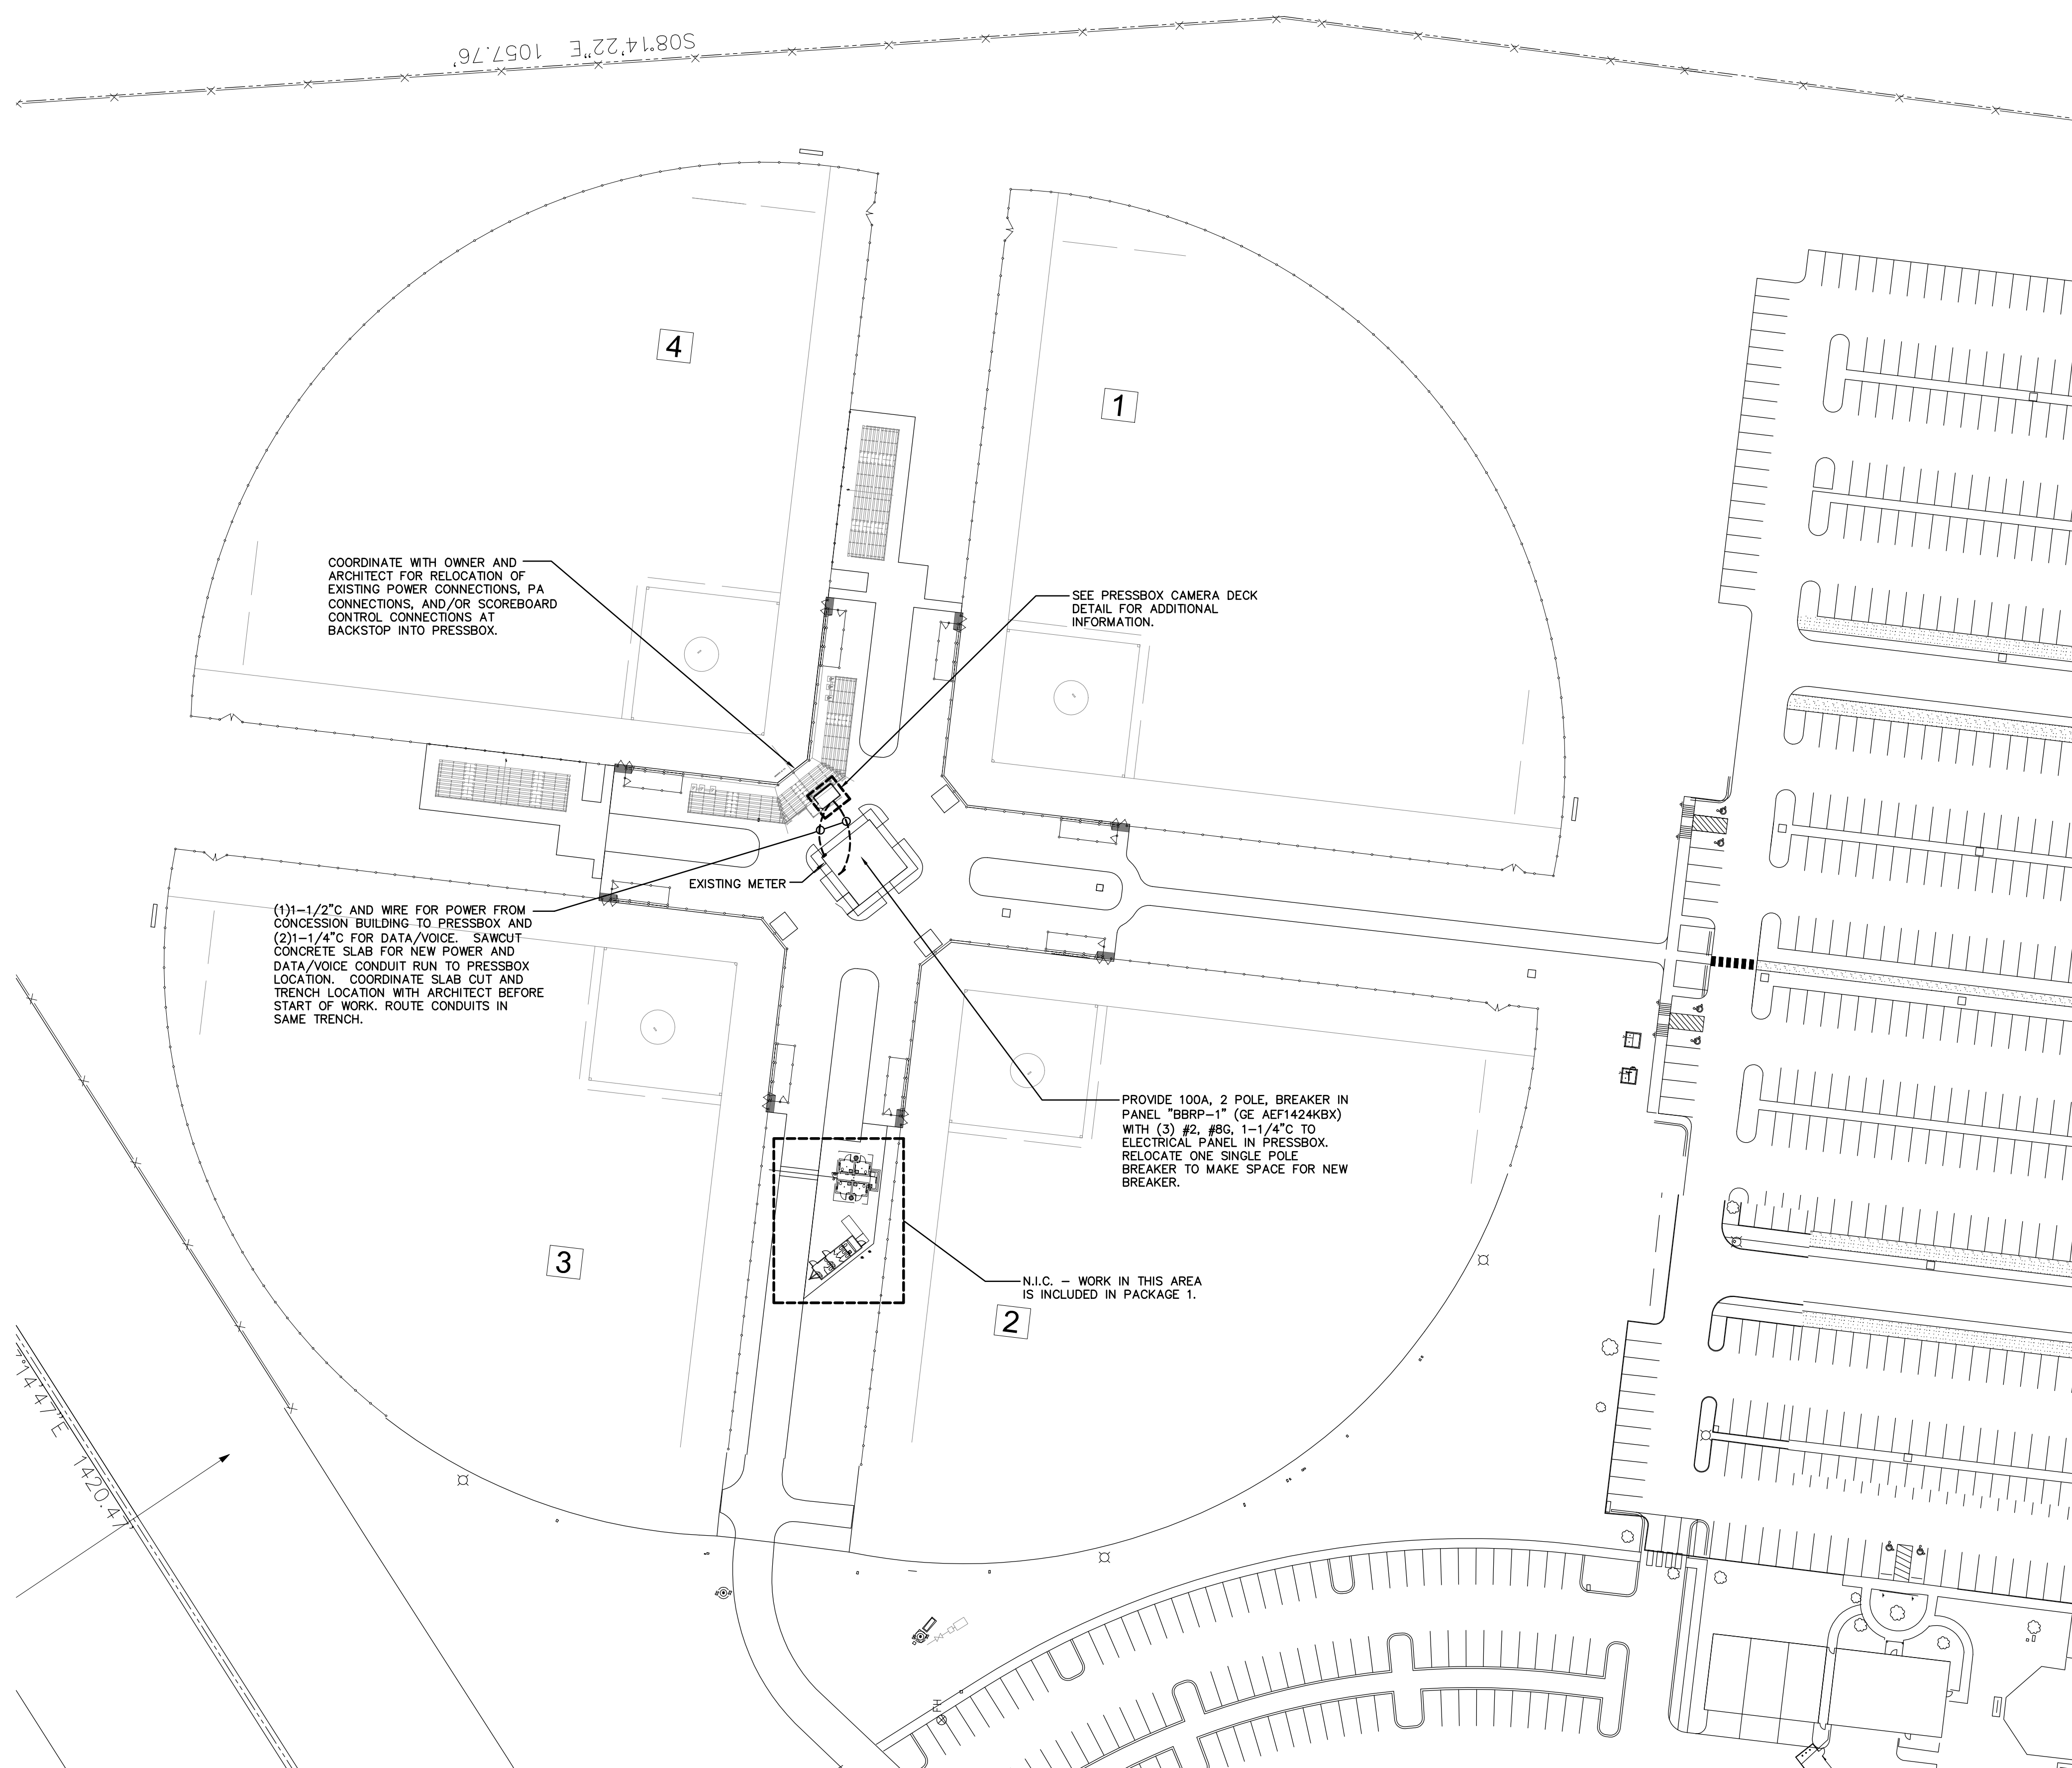 S08°14'22"E 1057.76'
4
1
COORDINATE WITH OWNER AND
ARCHITECT FOR RELOCATION OF
EXISTING POWER CONNECTIONS, PA
CONNECTIONS, AND/OR SCOREBOARD
CONTROL CONNECTIONS AT
BACKSTOP INTO PRESSBOX.
SEE PRESSBOX CAMERA DECK
DETAIL FOR ADDITIONAL
INFORMATION.
EXISTING METER
(1)1-1/2"C AND WIRE FOR POWER FROM
CONCESSION BUILDING TO PRESSBOX AND
(2)1-1/4"C FOR DATA/VOICE. SAWCUT
CONCRETE SLAB FOR NEW POWER AND
DATA/VOICE CONDUIT RUN TO PRESSBOX
LOCATION. COORDINATE SLAB CUT AND
TRENCH LOCATION WITH ARCHITECT BEFORE
START OF WORK. ROUTE CONDUITS IN
SAME TRENCH.
PROVIDE 100A, 2 POLE, BREAKER IN
PANEL "BBRP-1" (GE AEF1424KBX)
WITH (3) #2, #8G, 1-1/4"C TO
ELECTRICAL PANEL IN PRESSBOX.
RELOCATE ONE SINGLE POLE
BREAKER TO MAKE SPACE FOR NEW
BREAKER.
3
N.I.C. - WORK IN THIS AREA
IS INCLUDED IN PACKAGE 1.
2
14'47"E 1420.47'
FH